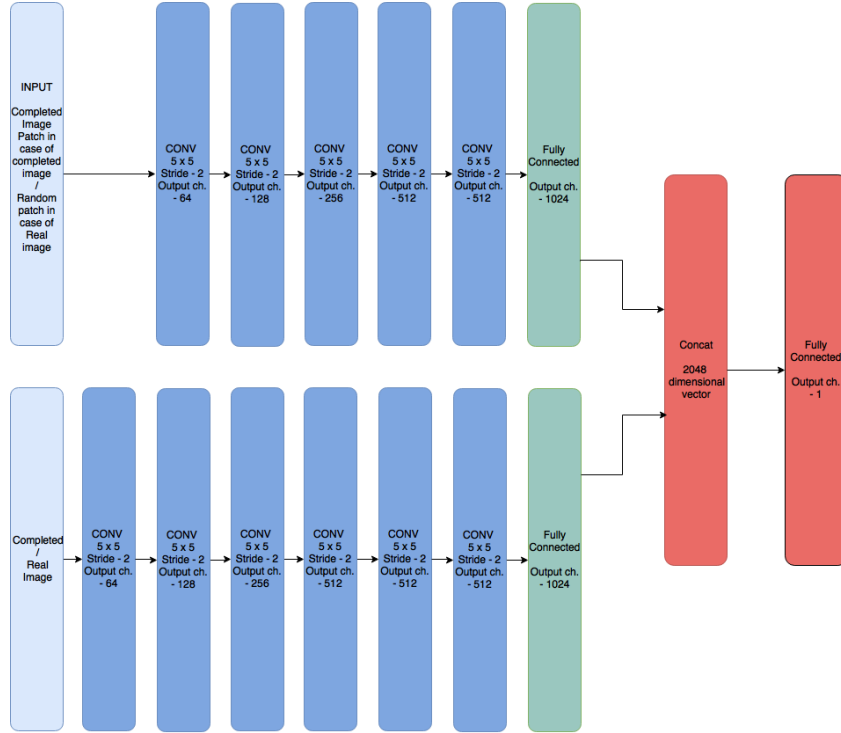 INPUT
Completed
Image
Patch in
case of
completed
image
/
Random
patch in
case of
Real
image
CONV
5 x 5
Stride - 2
Output ch.
- 64
CONV
5 x 5
Stride - 2
Output ch.
- 128
CONV
5 x 5
Stride - 2
Output ch.
- 256
CONV
5 x 5
Stride - 2
Output ch.
- 512
CONV
5 x 5
Stride - 2
Output ch.
- 512
Fully
Connected
Output ch.
- 1024
Concat
2048
dimensional
vector
Fully
Connected
Output ch.
- 1
Completed
/
Real
Image
CONV
5 x 5
Stride - 2
Output ch.
- 64
CONV
5 x 5
Stride - 2
Output ch.
- 128
CONV
5 x 5
Stride - 2
Output ch.
- 256
CONV
5 x 5
Stride - 2
Output ch.
- 512
CONV
5 x 5
Stride - 2
Output ch.
- 512
CONV
5 x 5
Stride - 2
Output ch.
- 512
Fully
Connected
Output ch.
- 1024